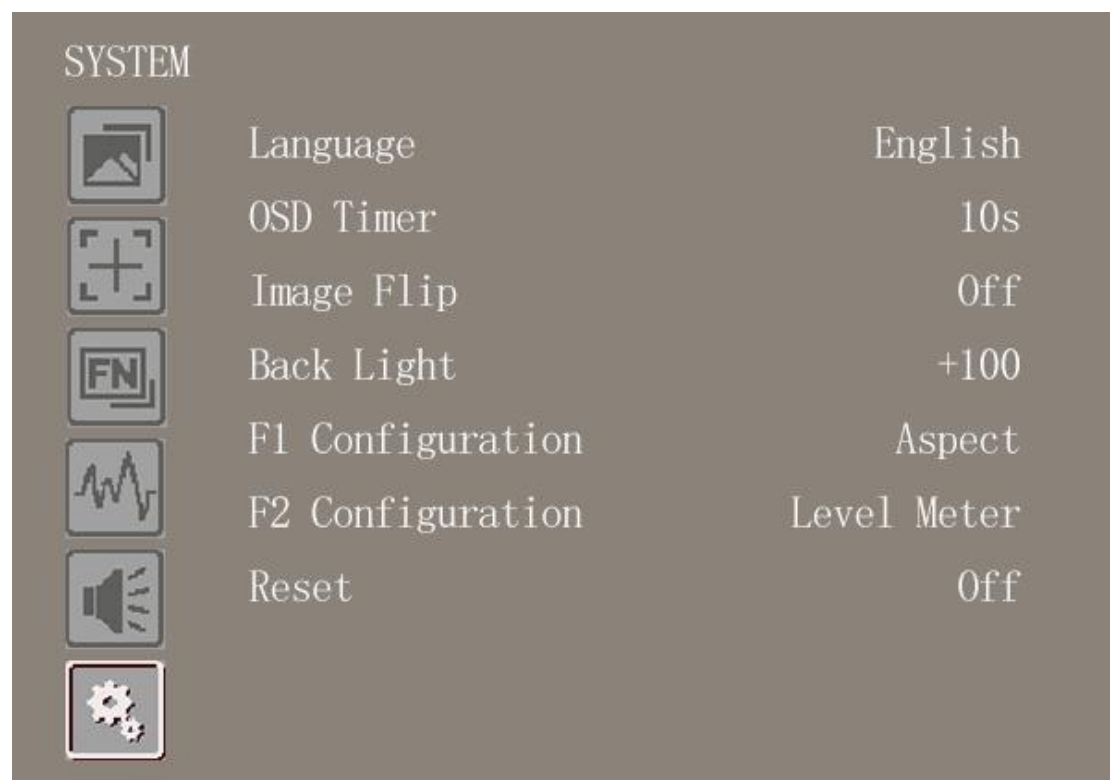 SYSTEM
Language English
OSD Timer 10s
Image Flip Off
Back Light +100
FN
F1 Configuration Aspect
F2 Configuration Level Meter
Reset Off